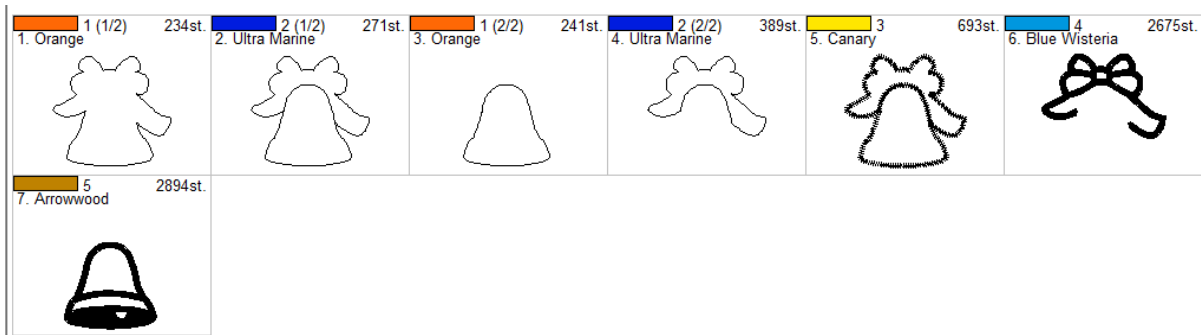 1 (1/2) 234st.
1. Orange
2 (1/2) 271st.
2. Ultra Marine
1 (2/2) 241st.
3. Orange
2 (2/2) 389st.
4. Ultra Marine
3 693st.
5. Canary
4 2675st.
6. Blue Wisteria
5 2894st.
7. Arrowwood